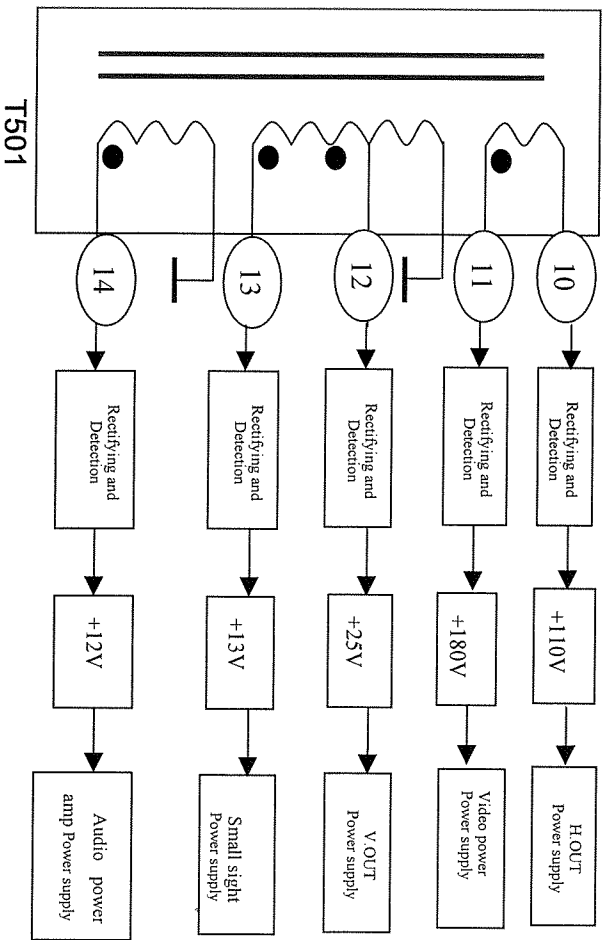 T501
10
Rectifying and
Detection
+110V
H.OUT
Power supply
11
Rectifying and
Detection
+180V
Video power
Power supply
12
Rectifying and
Detection
+25V
V.OUT
Power supply
13
Rectifying and
Detection
+13V
Small sight
Power supply
14
Rectifying and
Detection
+12V
Audio power
amp Power supply